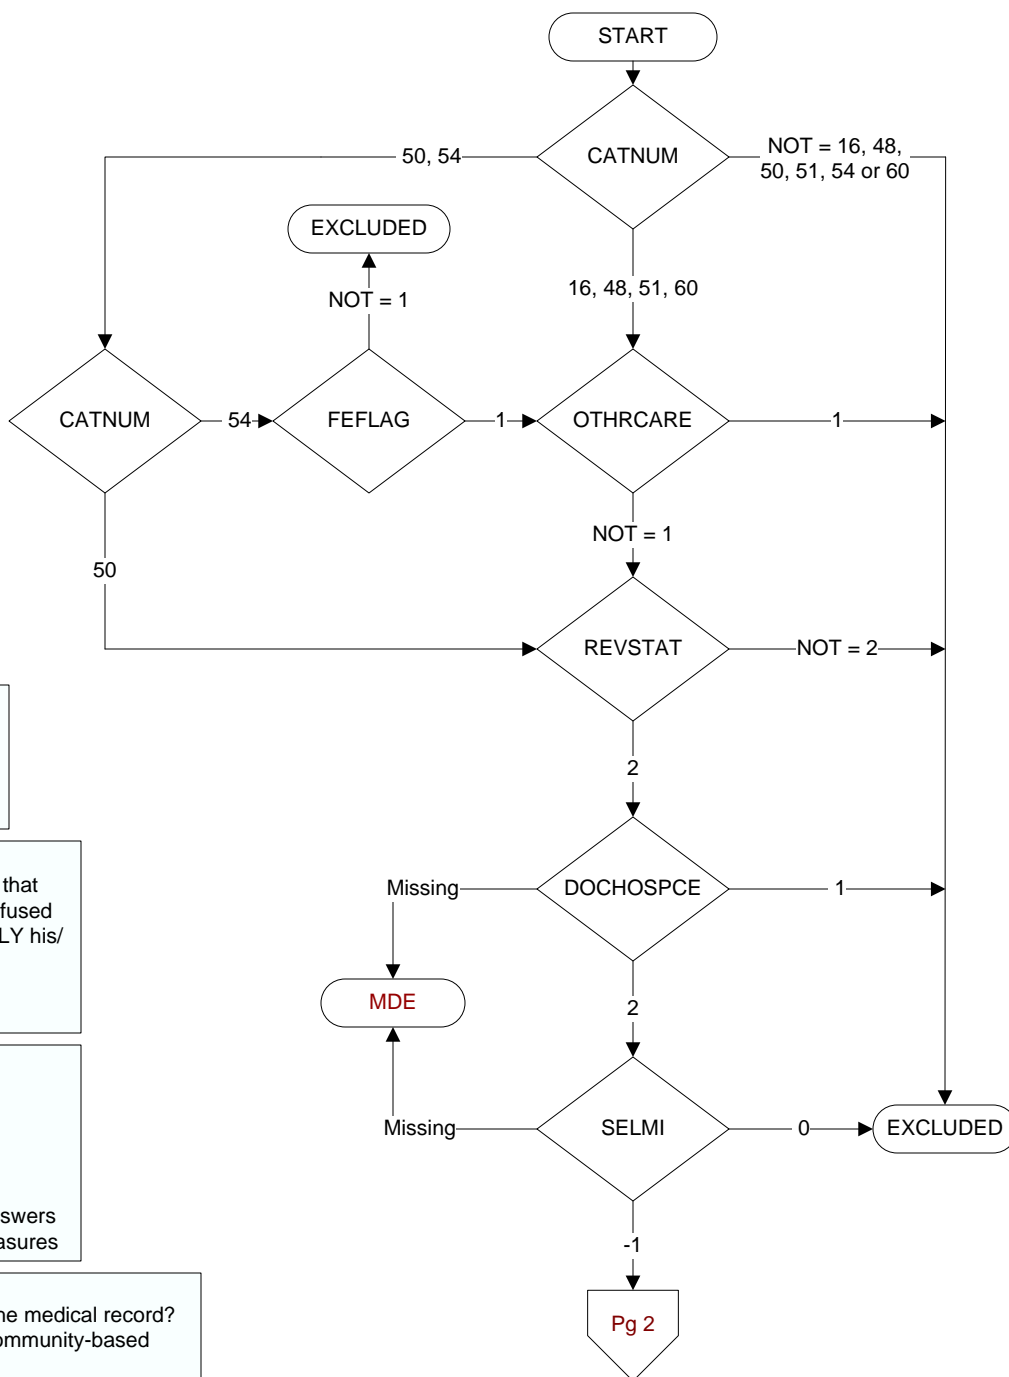 START
CATNUM
50, 54
NOT = 16, 48,
50, 51, 54 or 60
EXCLUDED
NOT = 1
16, 48, 51, 60
CATNUM
54
FEFLAG
1
OTHRCARE
1
NOT = 1
50
REVSTAT
NOT = 2
2
DOCHOSPCE
Missing
1
MDE
2
SELMI
Missing
0
EXCLUDED
-1
Pg 2
that
fused
LY his/
swers
asures
ne medical record?
ommunity-based